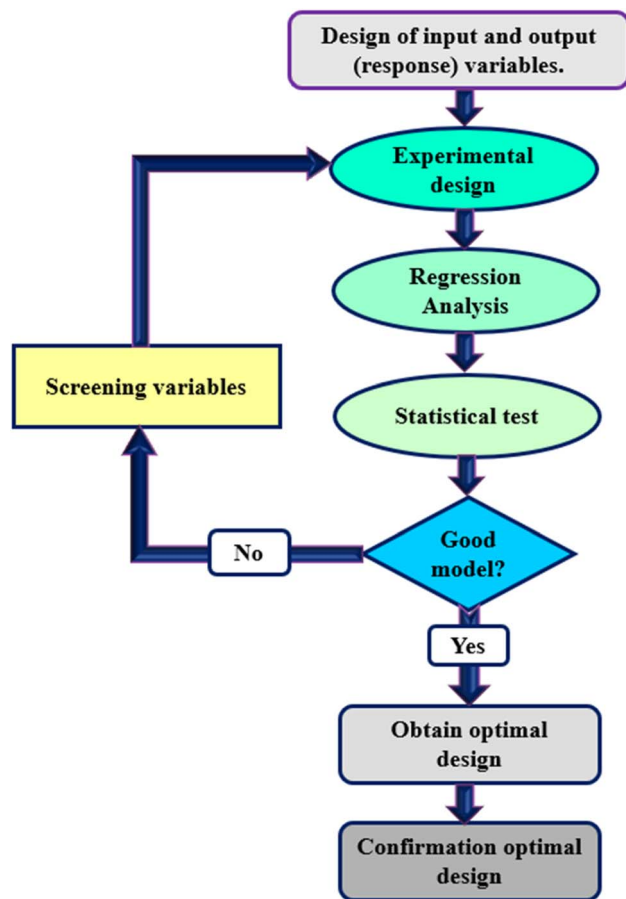 Design of input and output
(response) variables.
Experimental
design
Regression
Analysis
Screening variables
Statistical test
Good
model?
No
Yes
Obtain optimal
design
Confirmation optimal
design